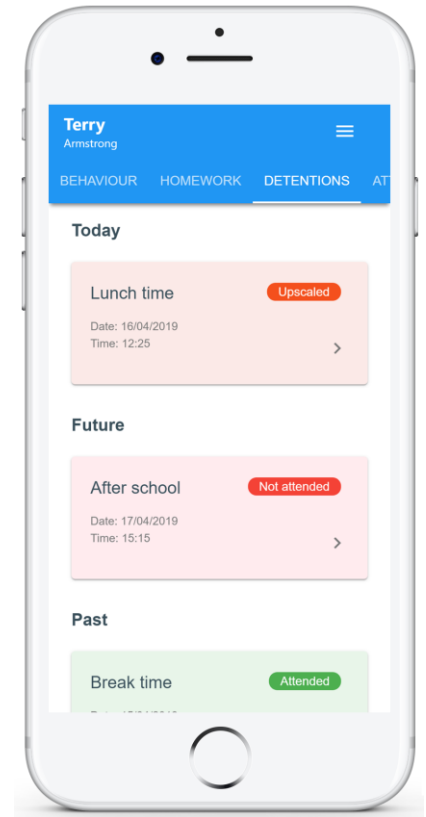 Terry
Armstrong
BEHAVIOUR HOMEWORK DETENTIONS AT
Today
Lunch time Upscaled
Date: 16/04/2019
Time: 12:25
Future
After school Not attended
Date: 17/04/2019
Time: 15:15
Past
Break time Attended